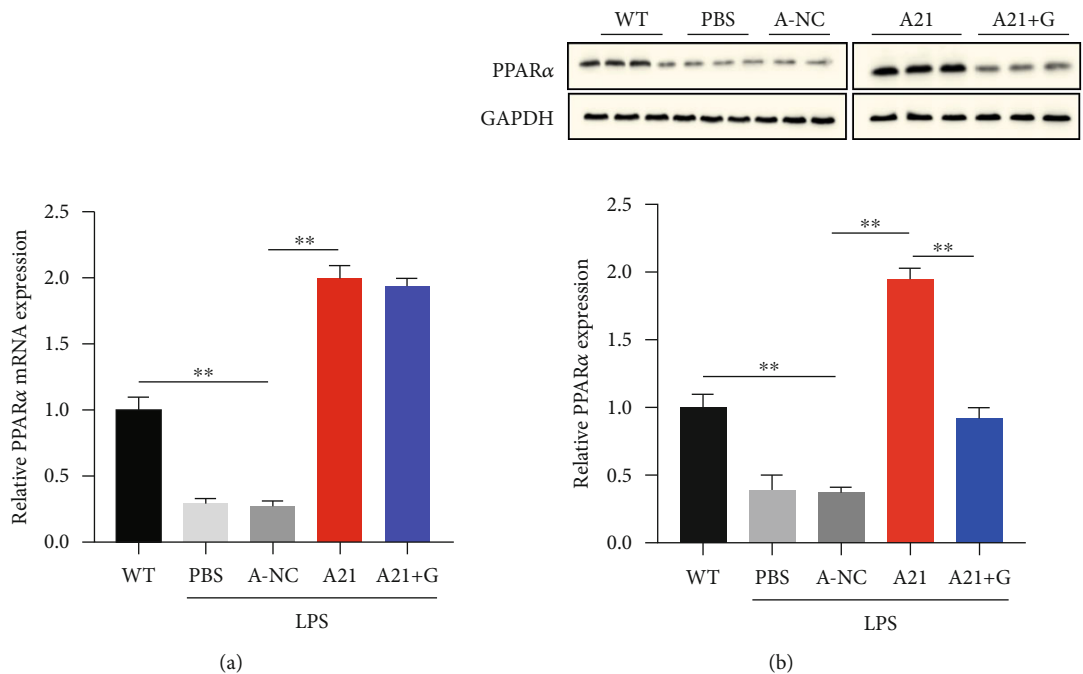 WT PBS A-NC A21 A21+G
PPARα
GAPDH
Relative PPARα mRNA expression
2.5
2.0
1.5
1.0
0.5
0.0
**
**
WT PBS A-NC A21 A21+G
LPS
(a)
Relative PPARα expression
2.5
2.0
1.5
1.0
0.5
0.0
**
**
**
WT PBS A-NC A21 A21+G
LPS
(b)